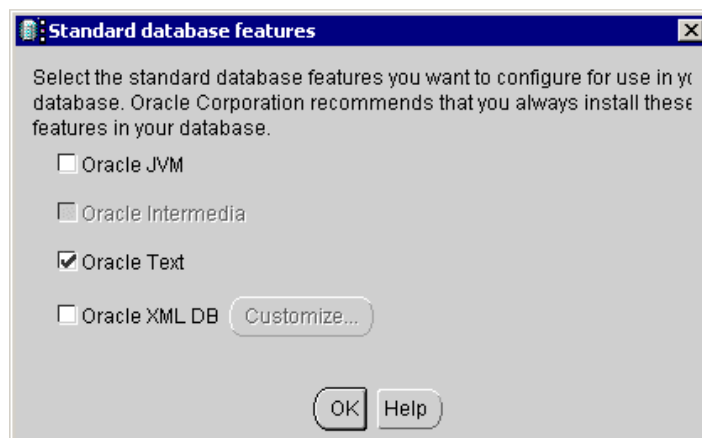 Standard database features
Select the standard database features you want to configure for use in
database. Oracle Corporation recommends that you always install these
features in your database.
Oracle JVM
Oracle Intermedia
Oracle Text
Oracle XML DB Customize...
OK Help